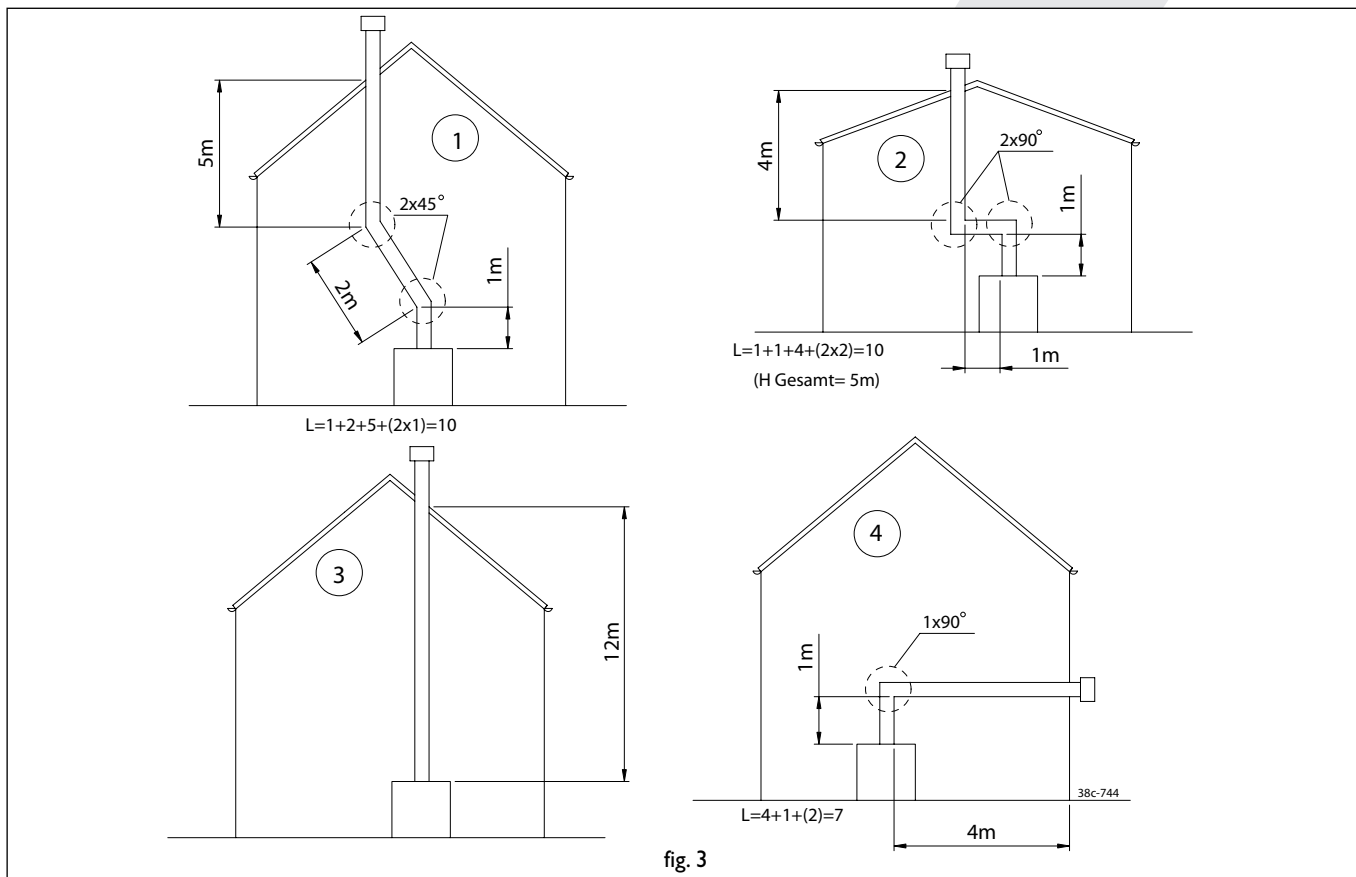 5m
1
2x45°
2m
1m
L=1+2+5+(2x1)=10
4m
2
2x90°
1m
L=1+1+4+(2x2)=10
(H Gesamt= 5m)
1m
3
12m
4
1x90°
1m
38c-744
L=4+1+(2)=7
4m
fig. 3